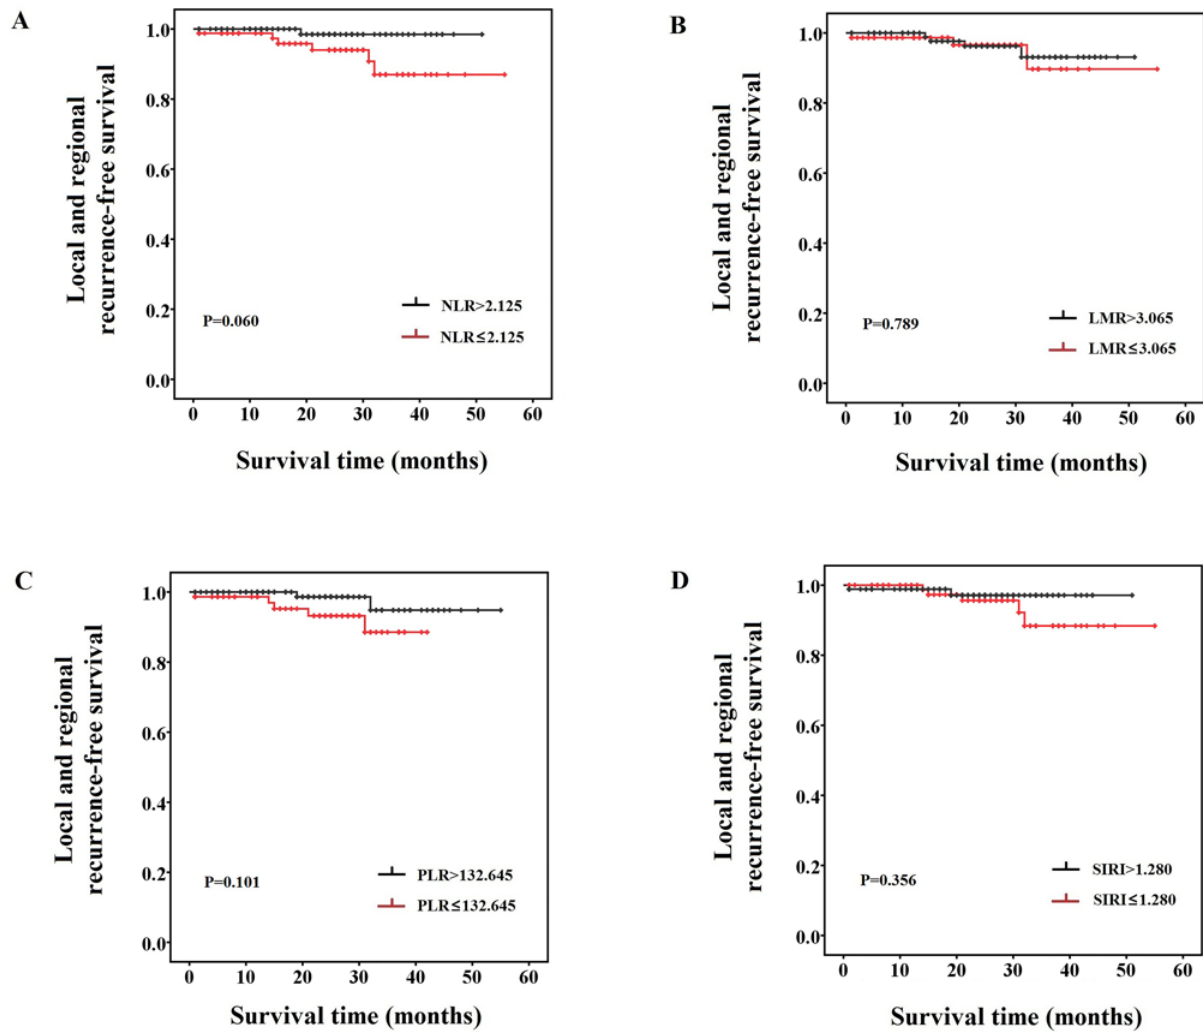 A
Local and regional
recurrence-free survival
1.0
0.8
0.6
0.4
0.2
0.0
P=0.060
NLR>2.125
NLR≤2.125
0 10 20 30 40 50 60
Survival time (months)
B
Local and regional
recurrence-free survival
1.0
0.8
0.6
0.4
0.2
0.0
P=0.789
LMR>3.065
LMR≤3.065
0 10 20 30 40 50 60
Survival time (months)
C
Local and regional
recurrence-free survival
1.0
0.8
0.6
0.4
0.2
0.0
P=0.101
PLR>132.645
PLR≤132.645
0 10 20 30 40 50 60
Survival time (months)
D
Local and regional
recurrence-free survival
1.0
0.8
0.6
0.4
0.2
0.0
P=0.356
SIRI>1.280
SIRI≤1.280
0 10 20 30 40 50 60
Survival time (months)